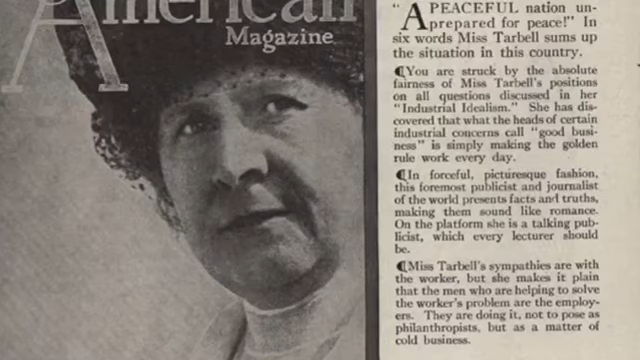 American
Magazine
"A PEACEFUL nation un-
prepared for peace!" In
six words Miss Tarbell sums up
the situation in this country.
¶You are struck by the absolute
fairness of Miss Tarbell's positions
on all questions discussed in her
"Industrial Idealism." She has dis-
covered that what the heads of certain
industrial concerns call "good busi-
ness" is simply making the golden
rule work every day.
¶In forceful, picturesque fashion,
this foremost publicist and journalist
of the world presents facts and truths,
making them sound like romance.
On the platform she is a talking pub-
licist, which every lecturer should
be.
¶Miss Tarbell's sympathies are with
the worker, but she makes it plain
that the men who are helping to solve
the worker's problem are the employ-
ers. They are doing it, not to pose as
philanthropists, but as a matter of
cold business.